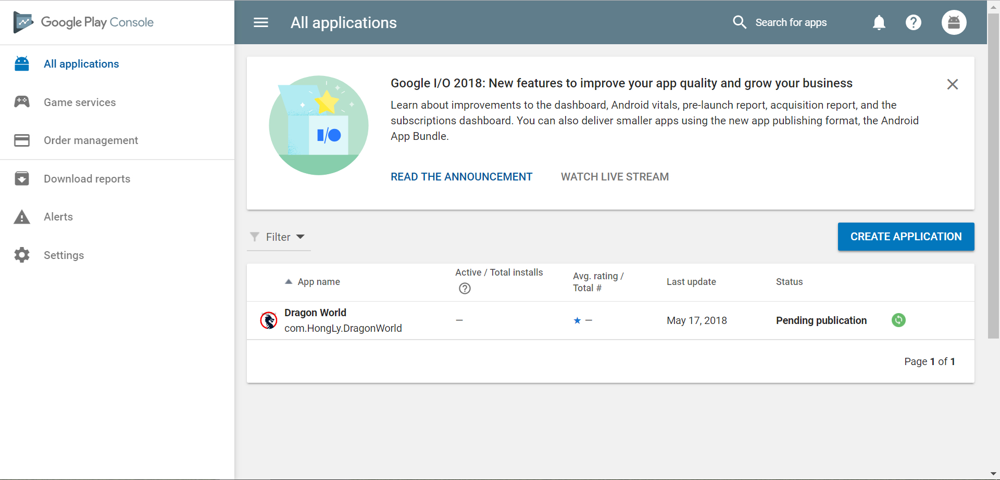 Google Play Console
All applications
Search for apps
All applications
Game services
Order management
Download reports
Alerts
Settings
I/O
Google I/O 2018: New features to improve your app quality and grow your business
Learn about improvements to the dashboard, Android vitals, pre-launch report, acquisition report, and the
subscriptions dashboard. You can also deliver smaller apps using the new app publishing format, the Android
App Bundle.
READ THE ANNOUNCEMENT WATCH LIVE STREAM
Filter
CREATE APPLICATION
App name
Active / Total installs
Avg. rating /
Total #
Last update
Status
Dragon World
com.HongLy.DragonWorld
—
—
May 17, 2018
Pending publication
Page 1 of 1